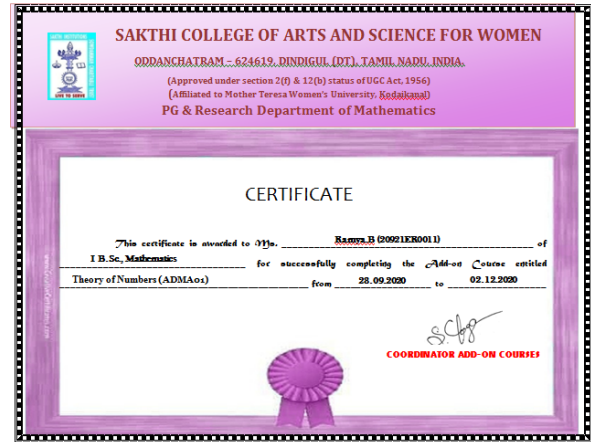 SAKTHI COLLEGE OF ARTS AND SCIENCE FOR WOMEN
ODDANCHATRAM – 624619. DINDIGUL (DT), TAMIL NADU. INDIA.
(Approved under section 2(f) & 12(b) status of UGC Act, 1956)
(Affiliated to Mother Teresa Women's University, Kodaikanal)
PG & Research Department of Mathematics
LIVE TO SERVE
CERTIFICATE
This certificate is awarded to Ms. Ramya.B (20921ER0011) of
I B.Sc., Mathematics for successfully completing the Add-on Course entitled
Theory of Numbers (ADMA01) from 28.09.2020 to 02.12.2020
COORDINATOR ADD-ON COURSES